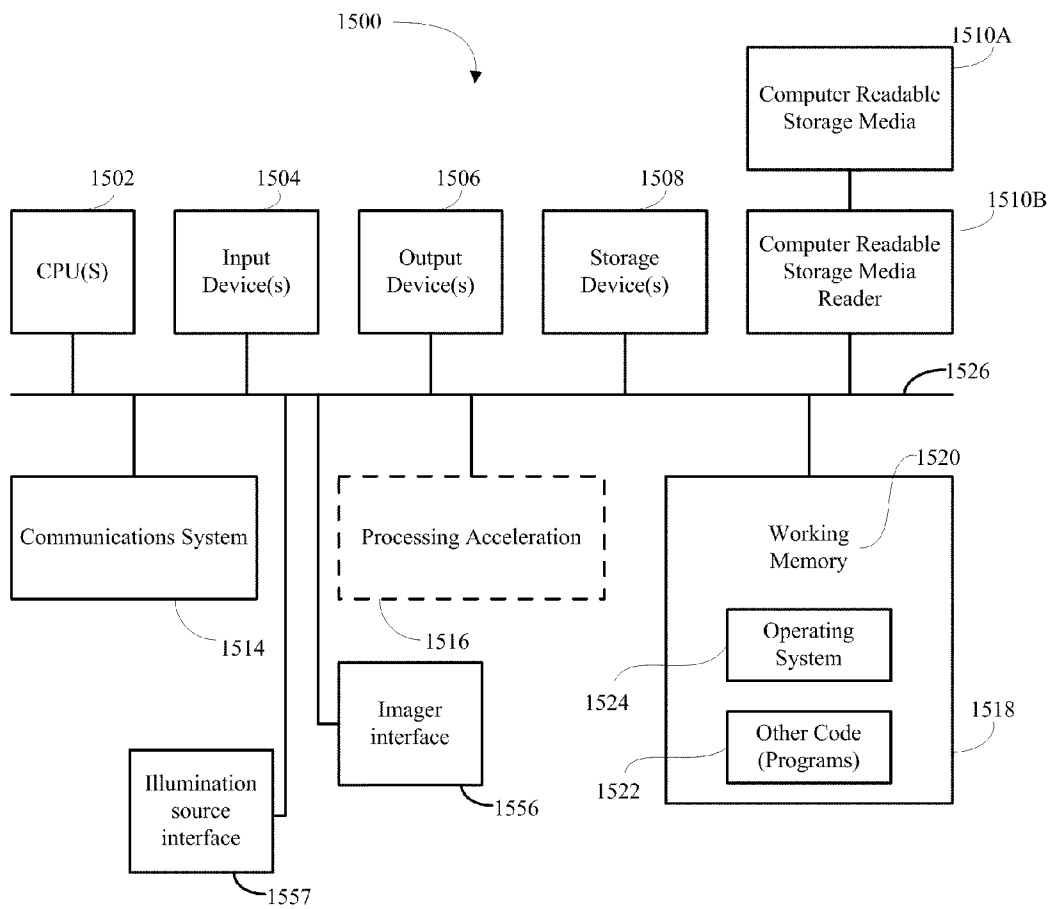 1500
1510A
Computer Readable
Storage Media
1502
1504
1506
1508
1510B
CPU(S)
Input
Device(s)
Output
Device(s)
Storage
Device(s)
Computer Readable
Storage Media
Reader
1526
1520
Communications System
Processing Acceleration
Working
Memory
1514
1516
Operating
System
1524
1518
Imager
interface
Other Code
(Programs)
1522
1556
Illumination
source
interface
1557